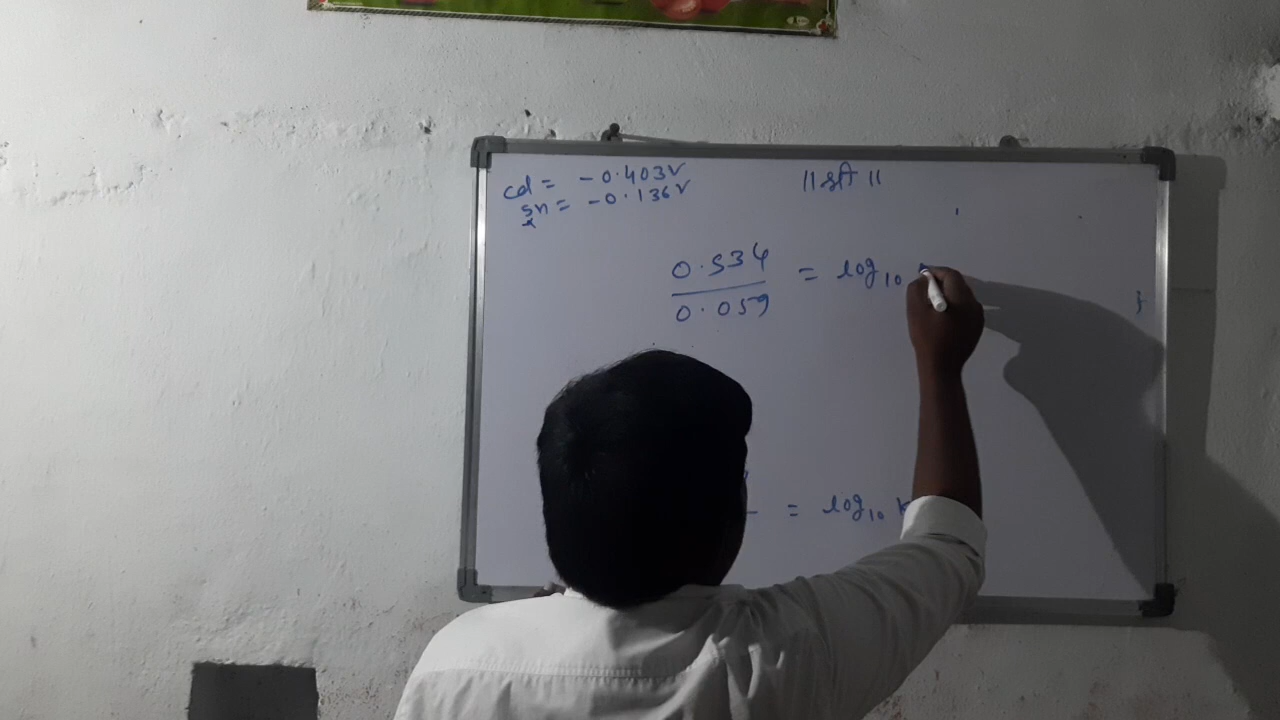 cd = - 0.403V
sn = - 0.136V
॥ श्री ॥
0.534
0.059
= log10
= log10 K